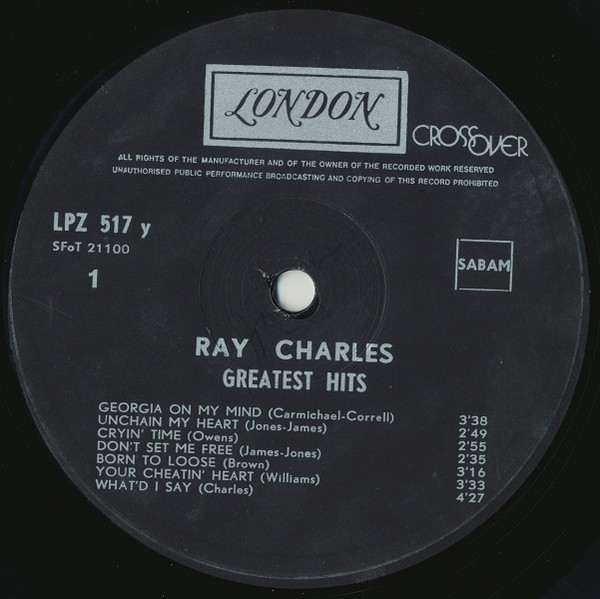 LONDON
CROSSOVER
ALL RIGHTS OF THE MANUFACTURER AND OF THE OWNER OF THE RECORDED WORK RESERVED
UNAUTHORISED PUBLIC PERFORMANCE BROADCASTING AND COPYING OF THIS RECORD PROHIBITED
LPZ 517 y
SFoT 21100
1
SABAM
RAY CHARLES
GREATEST HITS
GEORGIA ON MY MIND (Carmichael-Correll) 3'38
UNCHAIN MY HEART (Jones-James) 2'49
CRYIN' TIME (Owens) 2'55
DON'T SET ME FREE (James-Jones) 2'35
BORN TO LOOSE (Brown) 3'16
YOUR CHEATIN' HEART (Williams) 3'33
WHAT'D I SAY (Charles) 4'27